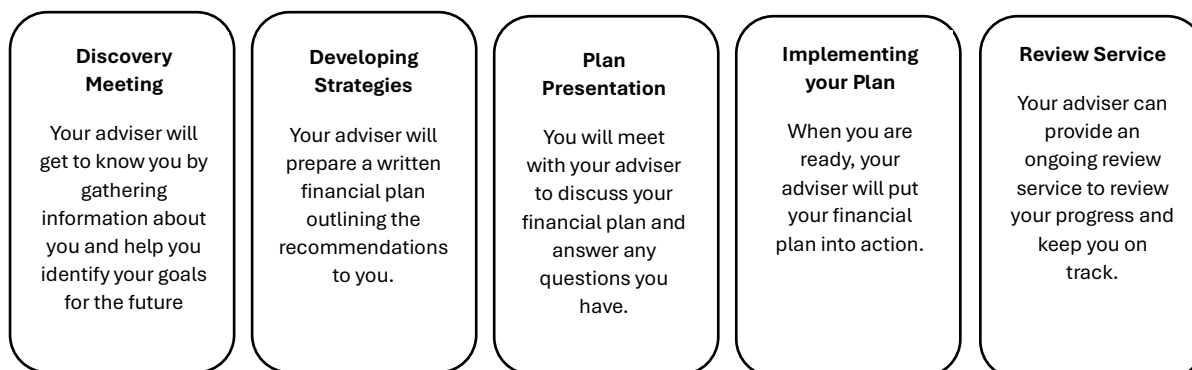 Discovery
Meeting
Your adviser will
get to know you by
gathering
information about
you and help you
identify your goals
for the future
Developing
Strategies
Your adviser will
prepare a written
financial plan
outlining the
recommendations
to you.
Plan
Presentation
You will meet
with your adviser
to discuss your
financial plan and
answer any
questions you
have.
Implementing
your Plan
When you are
ready, your
adviser will put
your financial
plan into action.
Review Service
Your adviser can
provide an
ongoing review
service to review
your progress and
keep you on
track.